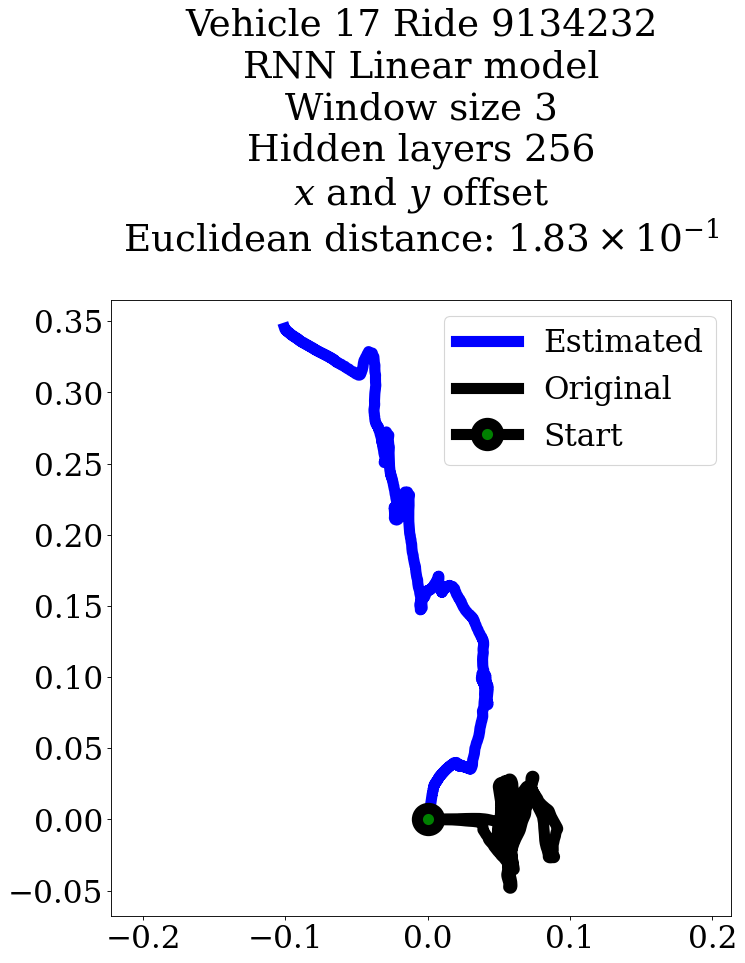 Vehicle 17 Ride 9134232
RNN Linear model
Window size 3
Hidden layers 256
x and y offset
Euclidean distance: 1.83 × 10⁻¹
Estimated
Original
Start
0.35
0.30
0.25
0.20
0.15
0.10
0.05
0.00
−0.05
−0.2 −0.1 0.0 0.1 0.2